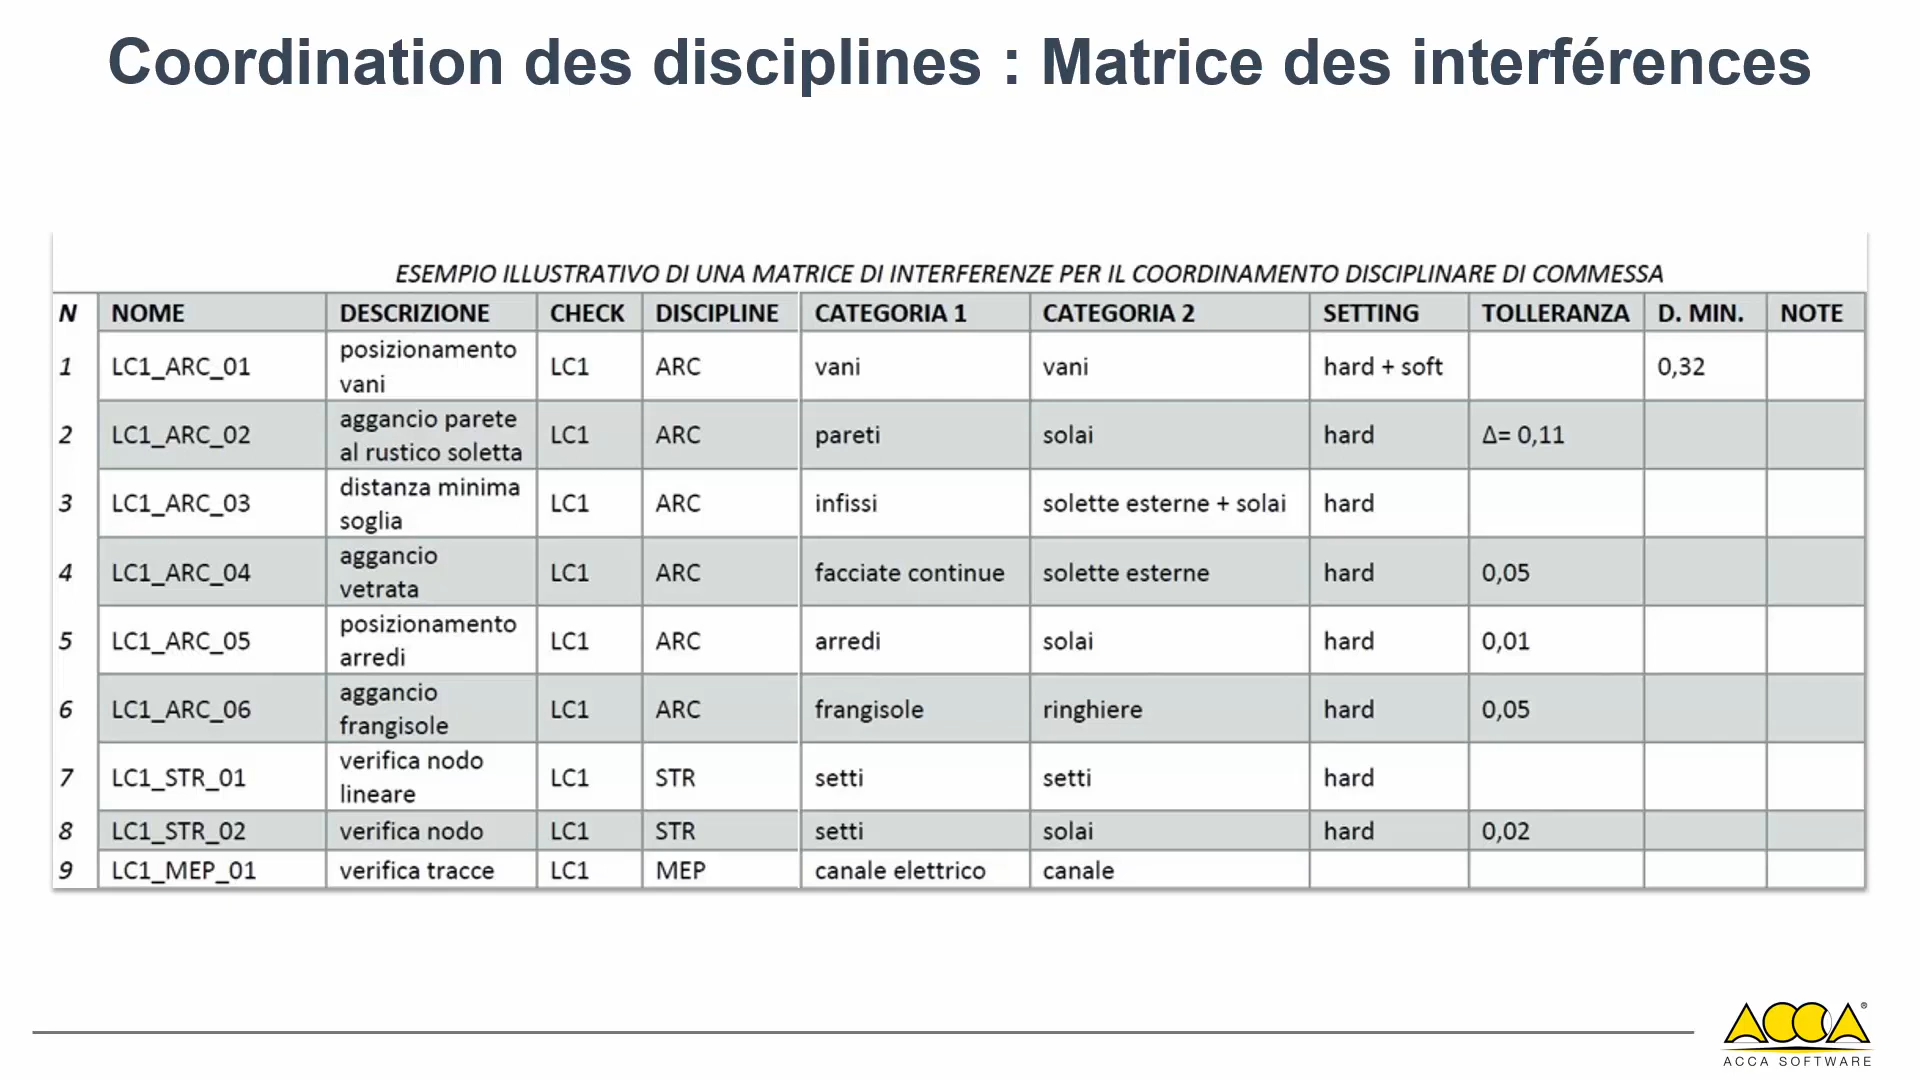 Coordination des disciplines : Matrice des interférences
ESEMPIO ILLUSTRATIVO DI UNA MATRICE DI INTERFERENZE PER IL COORDINAMENTO DISCIPLINARE DI COMMESSA
N NOME DESCRIZIONE CHECK DISCIPLINE CATEGORIA 1 CATEGORIA 2 SETTING TOLLERANZA D. MIN. NOTE
1 LC1_ARC_01 posizionamento vani LC1 ARC vani vani hard + soft 0,32
2 LC1_ARC_02 aggancio parete al rustico soletta LC1 ARC pareti solai hard Δ= 0,11
3 LC1_ARC_03 distanza minima soglia LC1 ARC infissi solette esterne + solai hard
4 LC1_ARC_04 aggancio vetrata LC1 ARC facciate continue solette esterne hard 0,05
5 LC1_ARC_05 posizionamento arredi LC1 ARC arredi solai hard 0,01
6 LC1_ARC_06 aggancio frangisole LC1 ARC frangisole ringhiere hard 0,05
7 LC1_STR_01 verifica nodo lineare LC1 STR setti setti hard
8 LC1_STR_02 verifica nodo LC1 STR setti solai hard 0,02
9 LC1_MEP_01 verifica tracce LC1 MEP canale elettrico canale
ACCA ®
ACCA SOFTWARE